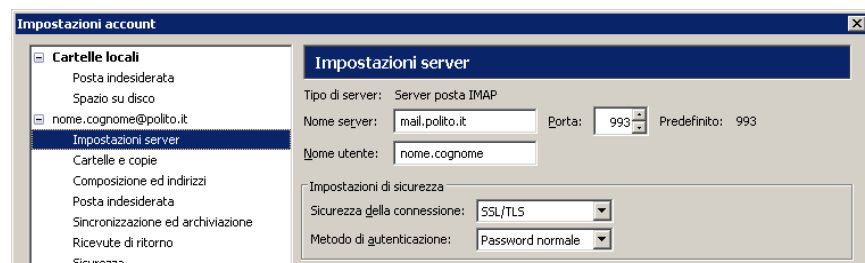 Impostazioni account
Cartelle locali
Posta indesiderata
Spazio su disco
nome.cognome@polito.it
Impostazioni server
Cartelle e copie
Composizione ed indirizzi
Posta indesiderata
Sincronizzazione ed archiviazione
Ricevute di ritorno
Sicurezza
Impostazioni server
Tipo di server: Server posta IMAP
Nome server: mail.polito.it Porta: 993 Predefinito: 993
Nome utente: nome.cognome
Impostazioni di sicurezza
Sicurezza della connessione: SSL/TLS
Metodo di autenticazione: Password normale